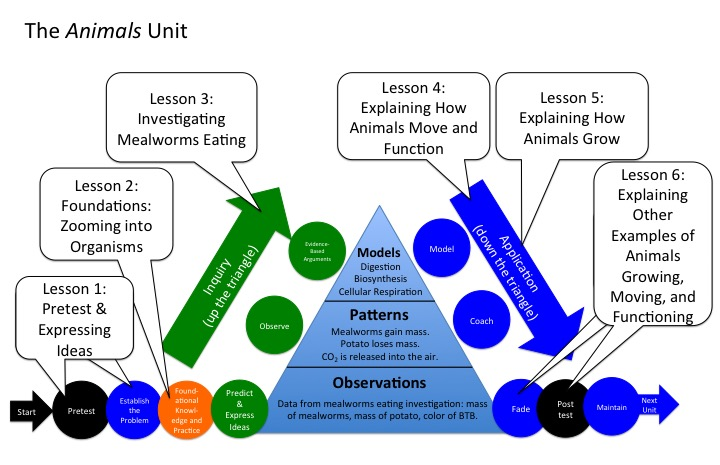 The Animals Unit
Lesson 3:
Investigating
Mealworms Eating
Lesson 4:
Explaining How
Animals Move and
Function
Lesson 5:
Explaining How
Animals Grow
Lesson 2:
Foundations:
Zooming into
Organisms
Lesson 6:
Explaining
Other
Examples of
Animals
Growing,
Moving, and
Functioning
Lesson 1:
Pretest &
Expressing
Ideas
Inquiry
(up the triangle)
Evidence-
Based
Arguments
Observe
Models
Digestion
Biosynthesis
Cellular Respiration
Patterns
Mealworms gain mass.
Potato loses mass.
CO₂ is released into the air.
Observations
Data from mealworms eating investigation: mass
of mealworms, mass of potato, color of BTB.
Model
Coach
Application
(down the triangle)
Start
Pretest
Establish
the
Problem
Found-
ational
Knowl-
edge and
Practice
Predict
&
Express
Ideas
Fade
Post
test
Maintain
Next
Unit